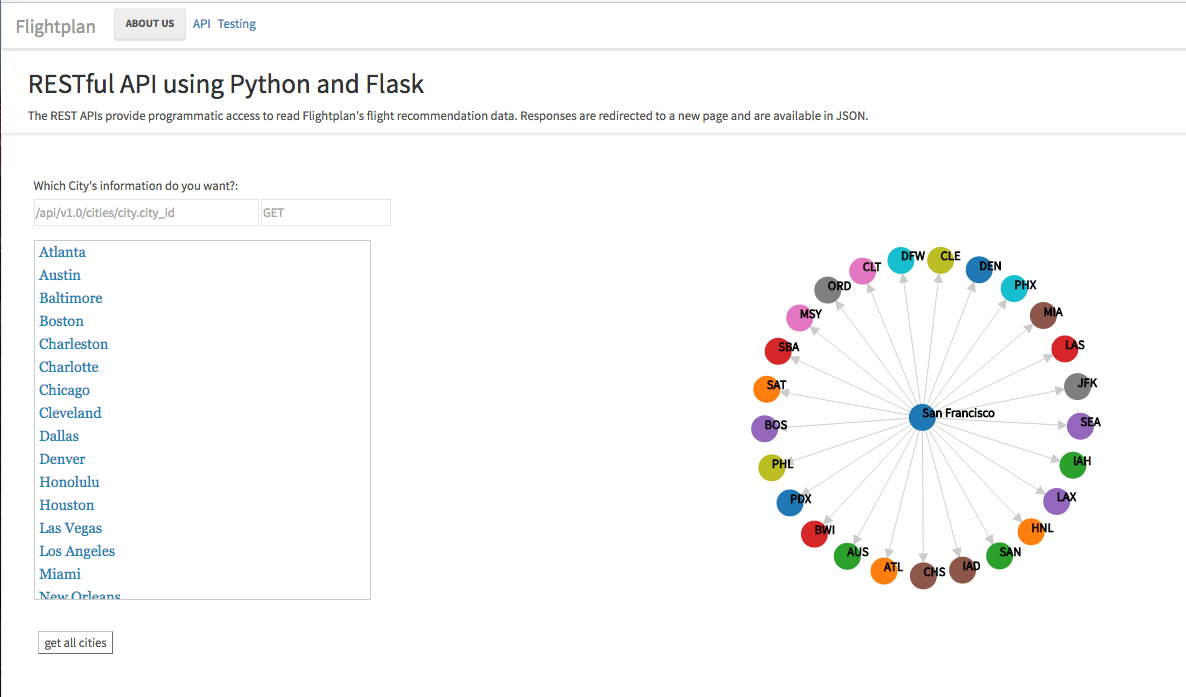 Flightplan ABOUT US API Testing
RESTful API using Python and Flask
The REST APIs provide programmatic access to read Flightplan's flight recommendation data. Responses are redirected to a new page and are available in JSON.
Which City's information do you want?:
/api/v1.0/cities/city.city_id GET
Atlanta
Austin
Baltimore
Boston
Charleston
Charlotte
Chicago
Cleveland
Dallas
Denver
Honolulu
Houston
Las Vegas
Los Angeles
Miami
New Orleans
get all cities
DFW
CLE
CLT
DEN
ORD
PHX
MSY
MIA
SBA
LAS
SAT
JFK
San Francisco
BOS
SEA
PHL
IAH
PDX
LAX
BWI
HNL
AUS
SAN
ATL
CHS
IAD